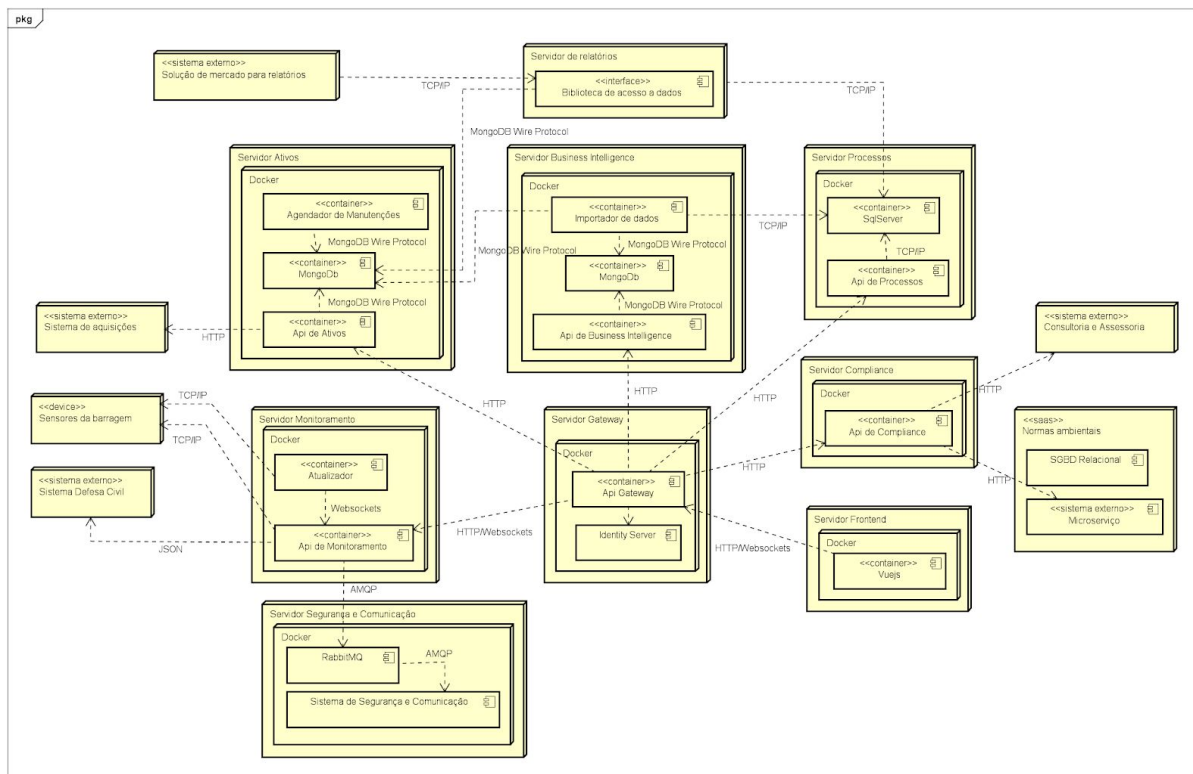 pkg
<<sistema externo>>
Solução de mercado para relatórios
TCP/IP
Servidor de relatórios
<<interface>>
Biblioteca de acesso a dados
TCP/IP
MongoDB Wire Protocol
Servidor Ativos
Docker
<<container>>
Agendador de Manutenções
MongoDB Wire Protocol
<<container>>
MongoDb
MongoDB Wire Protocol
<<container>>
Api de Ativos
MongoDB Wire Protocol
Servidor Business Intelligence
Docker
<<container>>
Importador de dados
MongoDB Wire Protocol
<<container>>
MongoDb
MongoDB Wire Protocol
<<container>>
Api de Business Intelligence
TCP/IP
Servidor Processos
Docker
<<container>>
SqlServer
TCP/IP
<<container>>
Api de Processos
<<sistema externo>>
Sistema de aquisições
HTTP
<<sistema externo>>
Consultoria e Assessoria
HTTP
HTTP
HTTP
HTTP
Servidor Compliance
Docker
<<container>>
Api de Compliance
HTTP
HTTP
<<device>>
Sensores da barragem
TCP/IP
TCP/IP
<<sistema externo>>
Sistema Defesa Civil
JSON
Servidor Monitoramento
Docker
<<container>>
Atualizador
Websockets
<<container>>
Api de Monitoramento
AMQP
HTTP/Websockets
Servidor Gateway
Docker
<<container>>
Api Gateway
Identity Server
HTTP/Websockets
<<saas>>
Normas ambientais
SGBD Relacional
<<sistema externo>>
Microserviço
Servidor Frontend
Docker
<<container>>
Vuejs
Servidor Segurança e Comunicação
Docker
RabbitMQ
AMQP
Sistema de Segurança e Comunicação